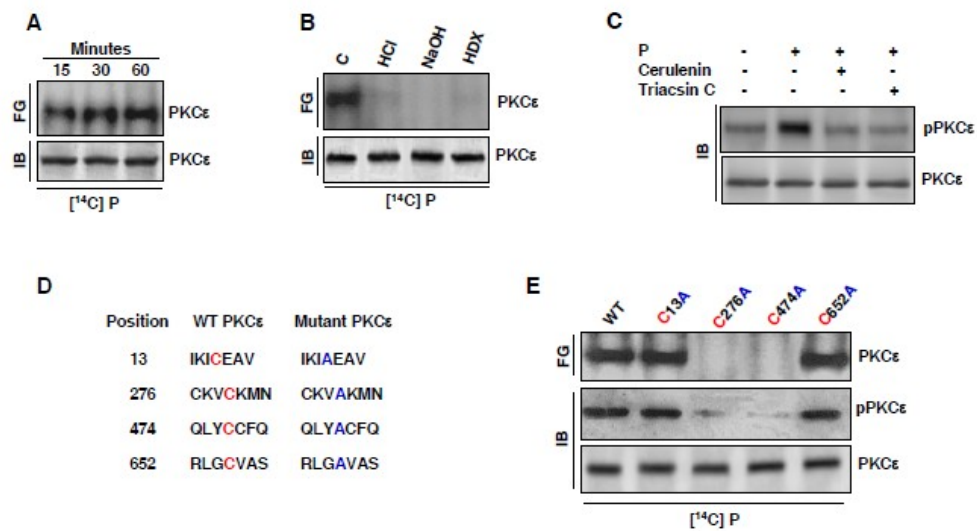 A
Minutes
15 30 60
FG
PKCε
IB
PKCε
[¹⁴C] P
B
C HCl NaOH HDX
FG
PKCε
IB
PKCε
[¹⁴C] P
C
P - + + +
Cerulenin - - + -
Triacsin C - - - +
IB
pPKCε
PKCε
D
Position WT PKCε Mutant PKCε
13 IKICEAV IKIAEAV
276 CKVCKMN CKVAKMN
474 QLYCCFQ QLYACFQ
652 RLGCVAS RLGAVAS
E
WT C13A C276A C474A C652A
FG
PKCε
IB
pPKCε
PKCε
[¹⁴C] P